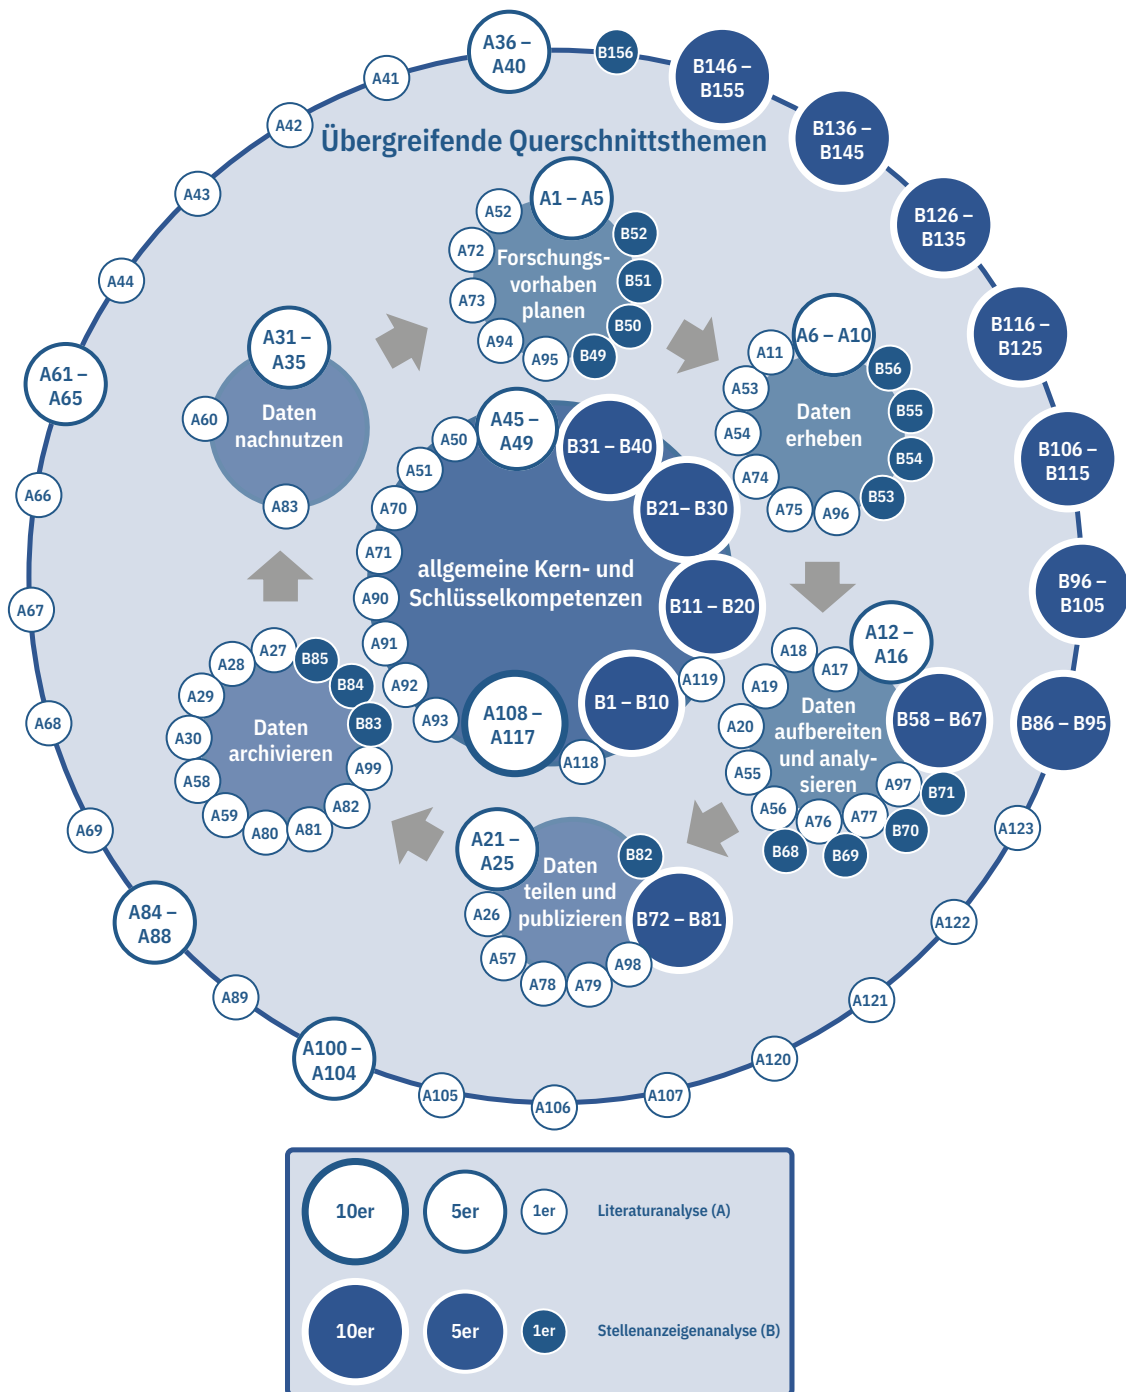 A36 –
A40
B156
B146 –
B155
A41
B136 –
B145
A42
Übergreifende Querschnittsthemen
A43
B126 –
B135
A44
B116 –
B125
A61 –
A65
B106 –
B115
A66
B96 –
B105
A67
B86 – B95
A68
A69
A123
A84 –
A88
A122
A89
A121
A100 –
A104
A120
A105
A106
A107
A1 – A5
A52
B52
A72
B51
Forschungs-
vorhaben
planen
A73
B50
A94
A95
B49
A6 – A10
A11
B56
A53
B55
Daten
erheben
A54
B54
A74
B53
A75
A96
A12 –
A16
A18
A17
A19
B58 – B67
A20
Daten
aufbereiten
und analy-
sieren
A55
A97
B71
A56
A76
A77
B70
B68
B69
A21 –
A25
B82
Daten
teilen und
publizieren
A26
B72 – B81
A57
A98
A78
A79
A27
B85
A28
B84
A29
B83
A30
Daten
archivieren
A99
A58
A82
A59
A80
A81
A31 –
A35
A60
Daten
nachnutzen
A83
A45 –
A49
A50
B31 – B40
A51
B21– B30
A70
A71
allgemeine Kern- und
Schlüsselkompetenzen
A90
B11 – B20
A91
A119
A92
B1 – B10
A93
A108 –
A117
A118
10er
5er
1er
Literaturanalyse (A)
10er
5er
1er
Stellenanzeigenanalyse (B)